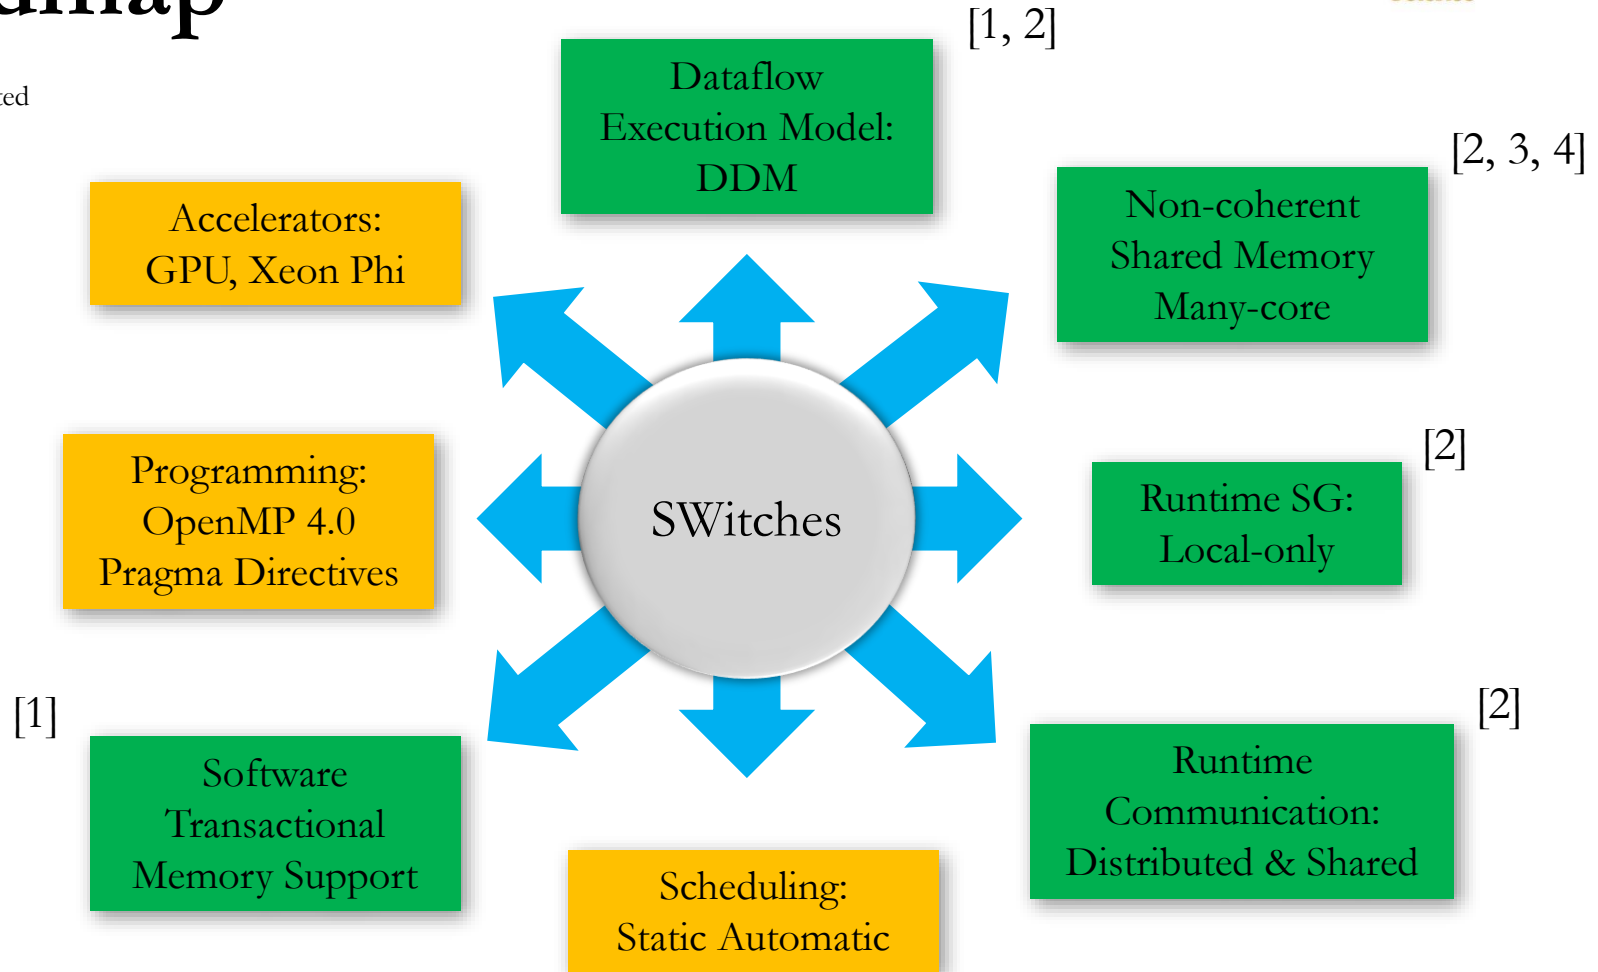 [1, 2]
Dataflow
Execution Model:
DDM
[2, 3, 4]
Non-coherent
Shared Memory
Many-core
Accelerators:
GPU, Xeon Phi
[2]
Runtime SG:
Local-only
Programming:
OpenMP 4.0
Pragma Directives
SWitches
[1]
Software
Transactional
Memory Support
[2]
Runtime
Communication:
Distributed & Shared
Scheduling:
Static Automatic